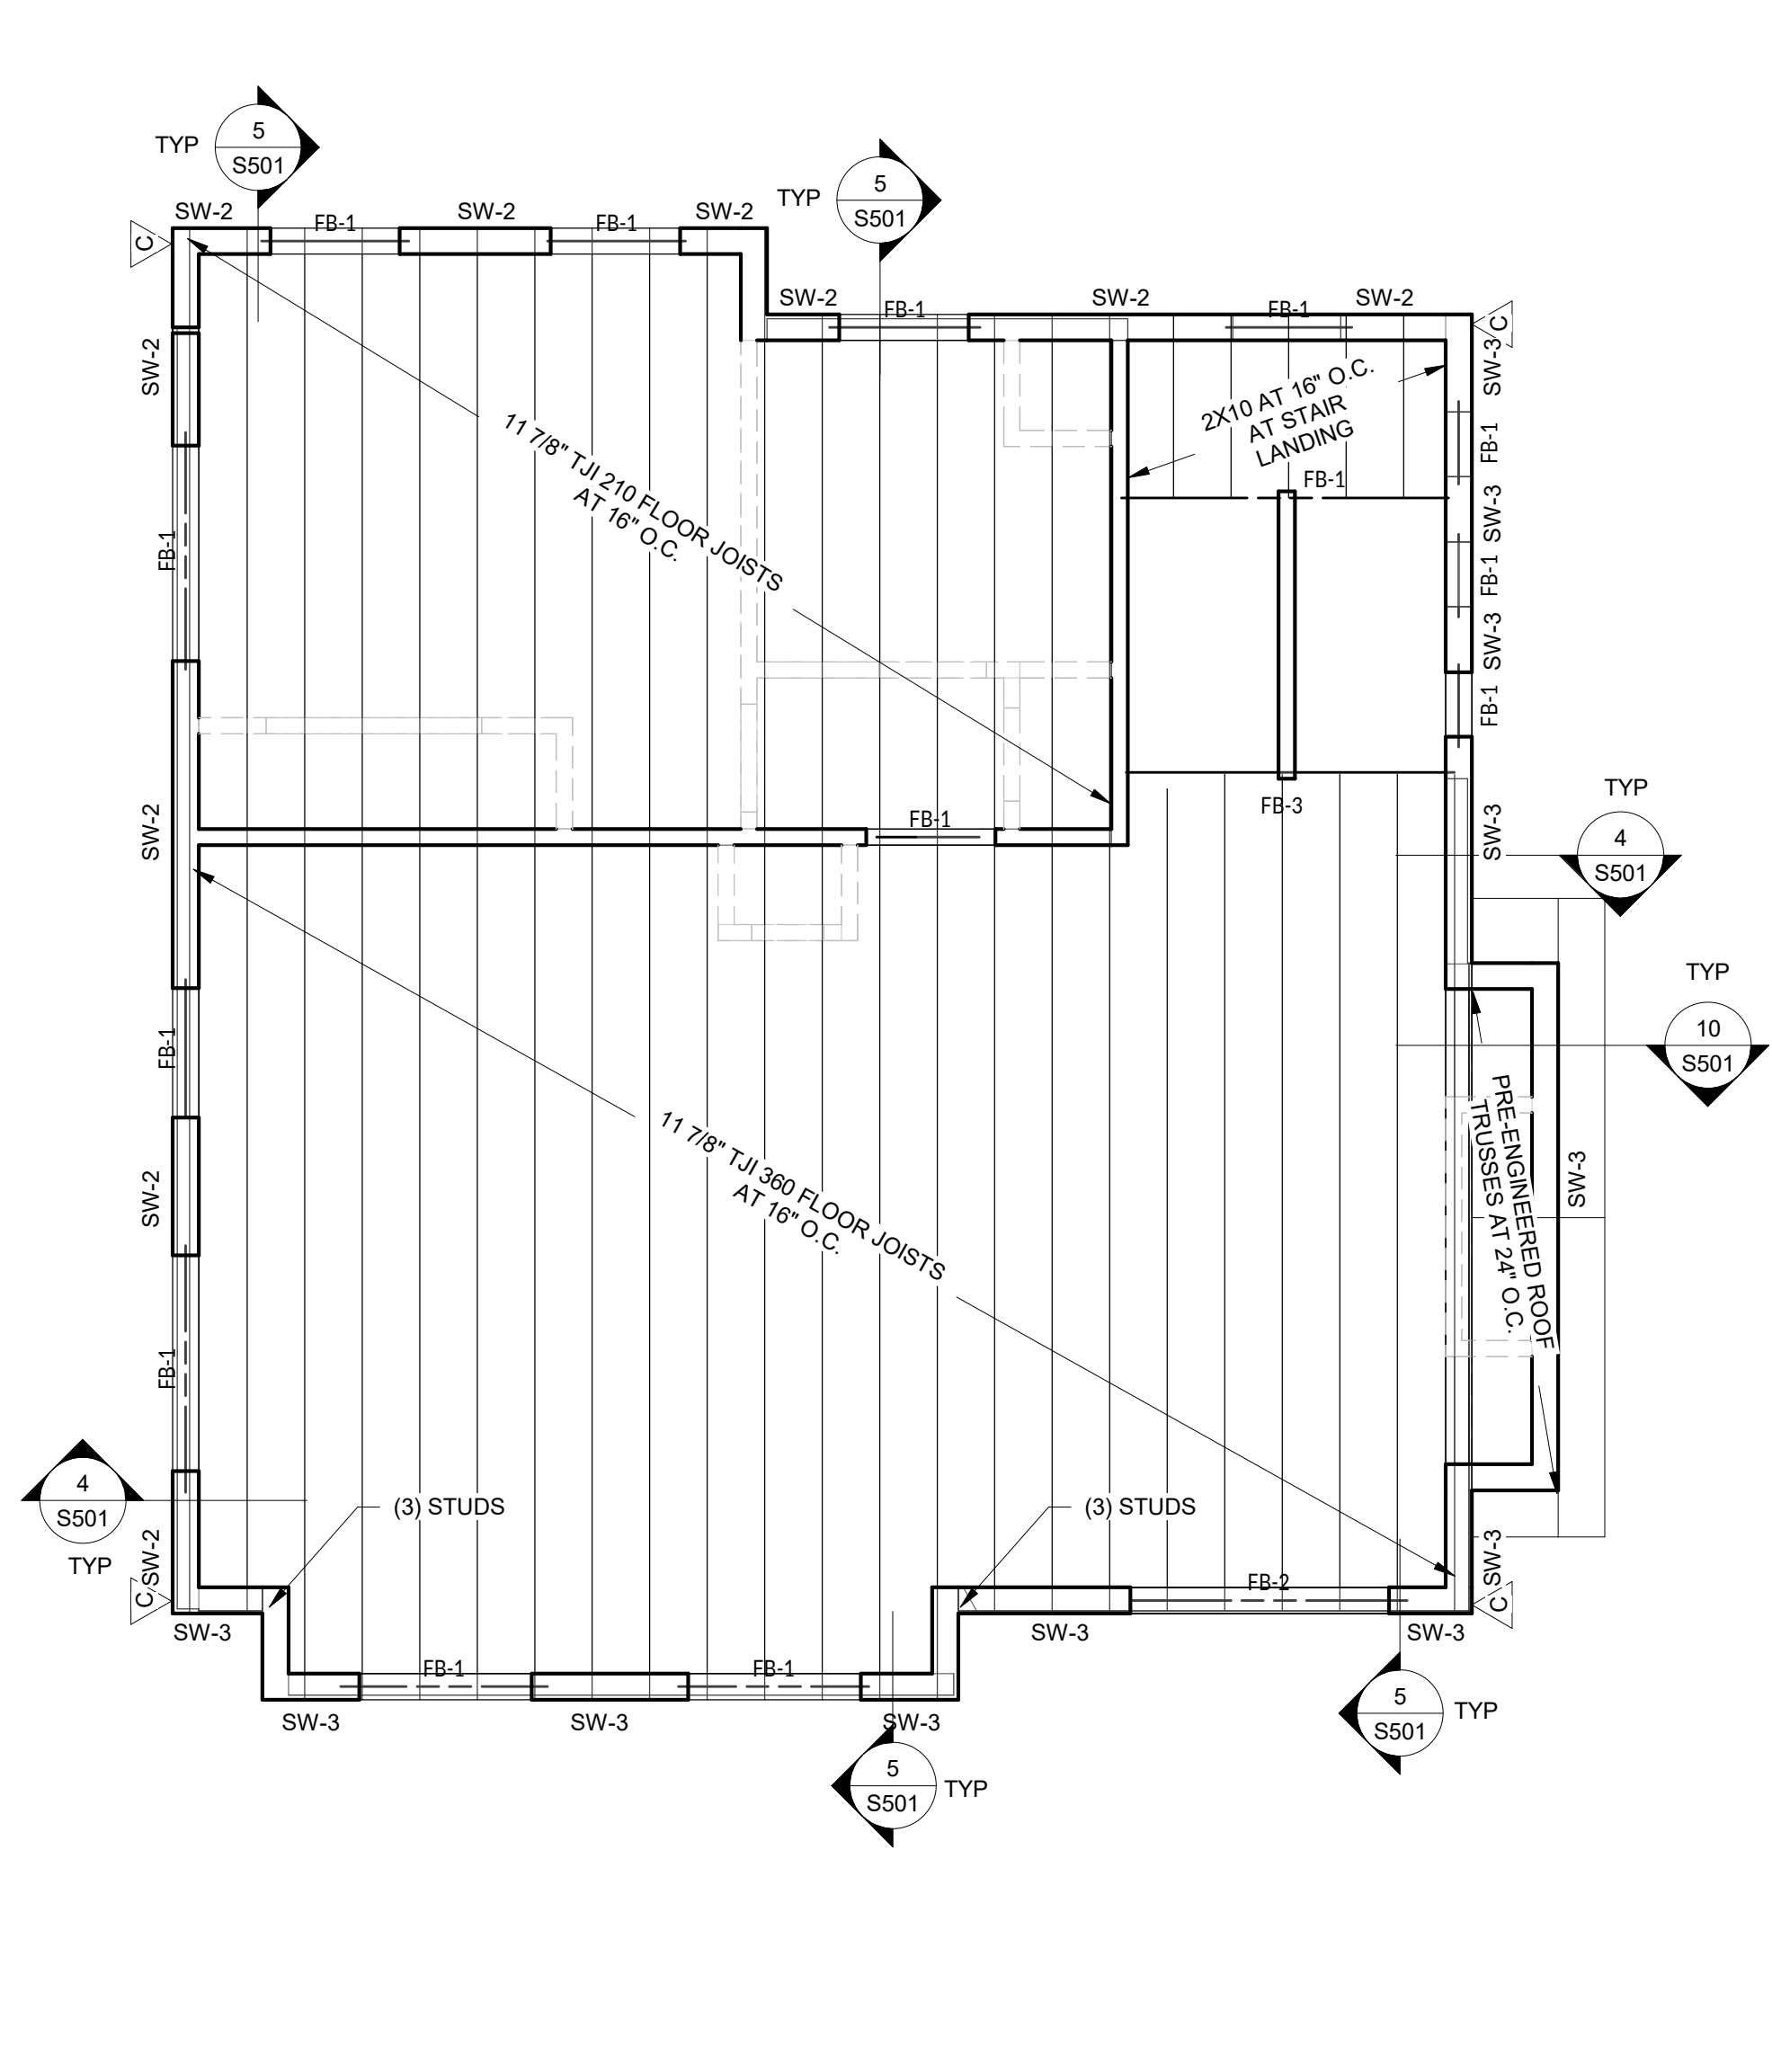 5
TYP
S501
5
TYP
S501
SW-2
FB-1
SW-2
FB-1
SW-2
C
SW-2
FB-1
SW-2
FB-1
SW-2
C
SW-2
SW-3
2X10 AT 16" O.C.
AT STAIR
LANDING
FB-1
FB-1
11 7/8" TJI 210 FLOOR JOISTS
AT 16" O.C.
SW-3
FB-1
FB-1
SW-3
FB-1
TYP
FB-3
FB-1
SW-2
SW-3
4
S501
TYP
10
S501
FB-1
11 7/8" TJI 360 FLOOR JOISTS
AT 16" O.C.
PRE-ENGINEERED ROOF
TRUSSES AT 24" O.C.
SW-2
SW-3
FB-1
4
S501
TYP
(3) STUDS
(3) STUDS
SW-2
SW-3
C
FB-2
C
SW-3
SW-3
SW-3
FB-1
FB-1
SW-3
SW-3
SW-3
5
S501
TYP
5
S501
TYP